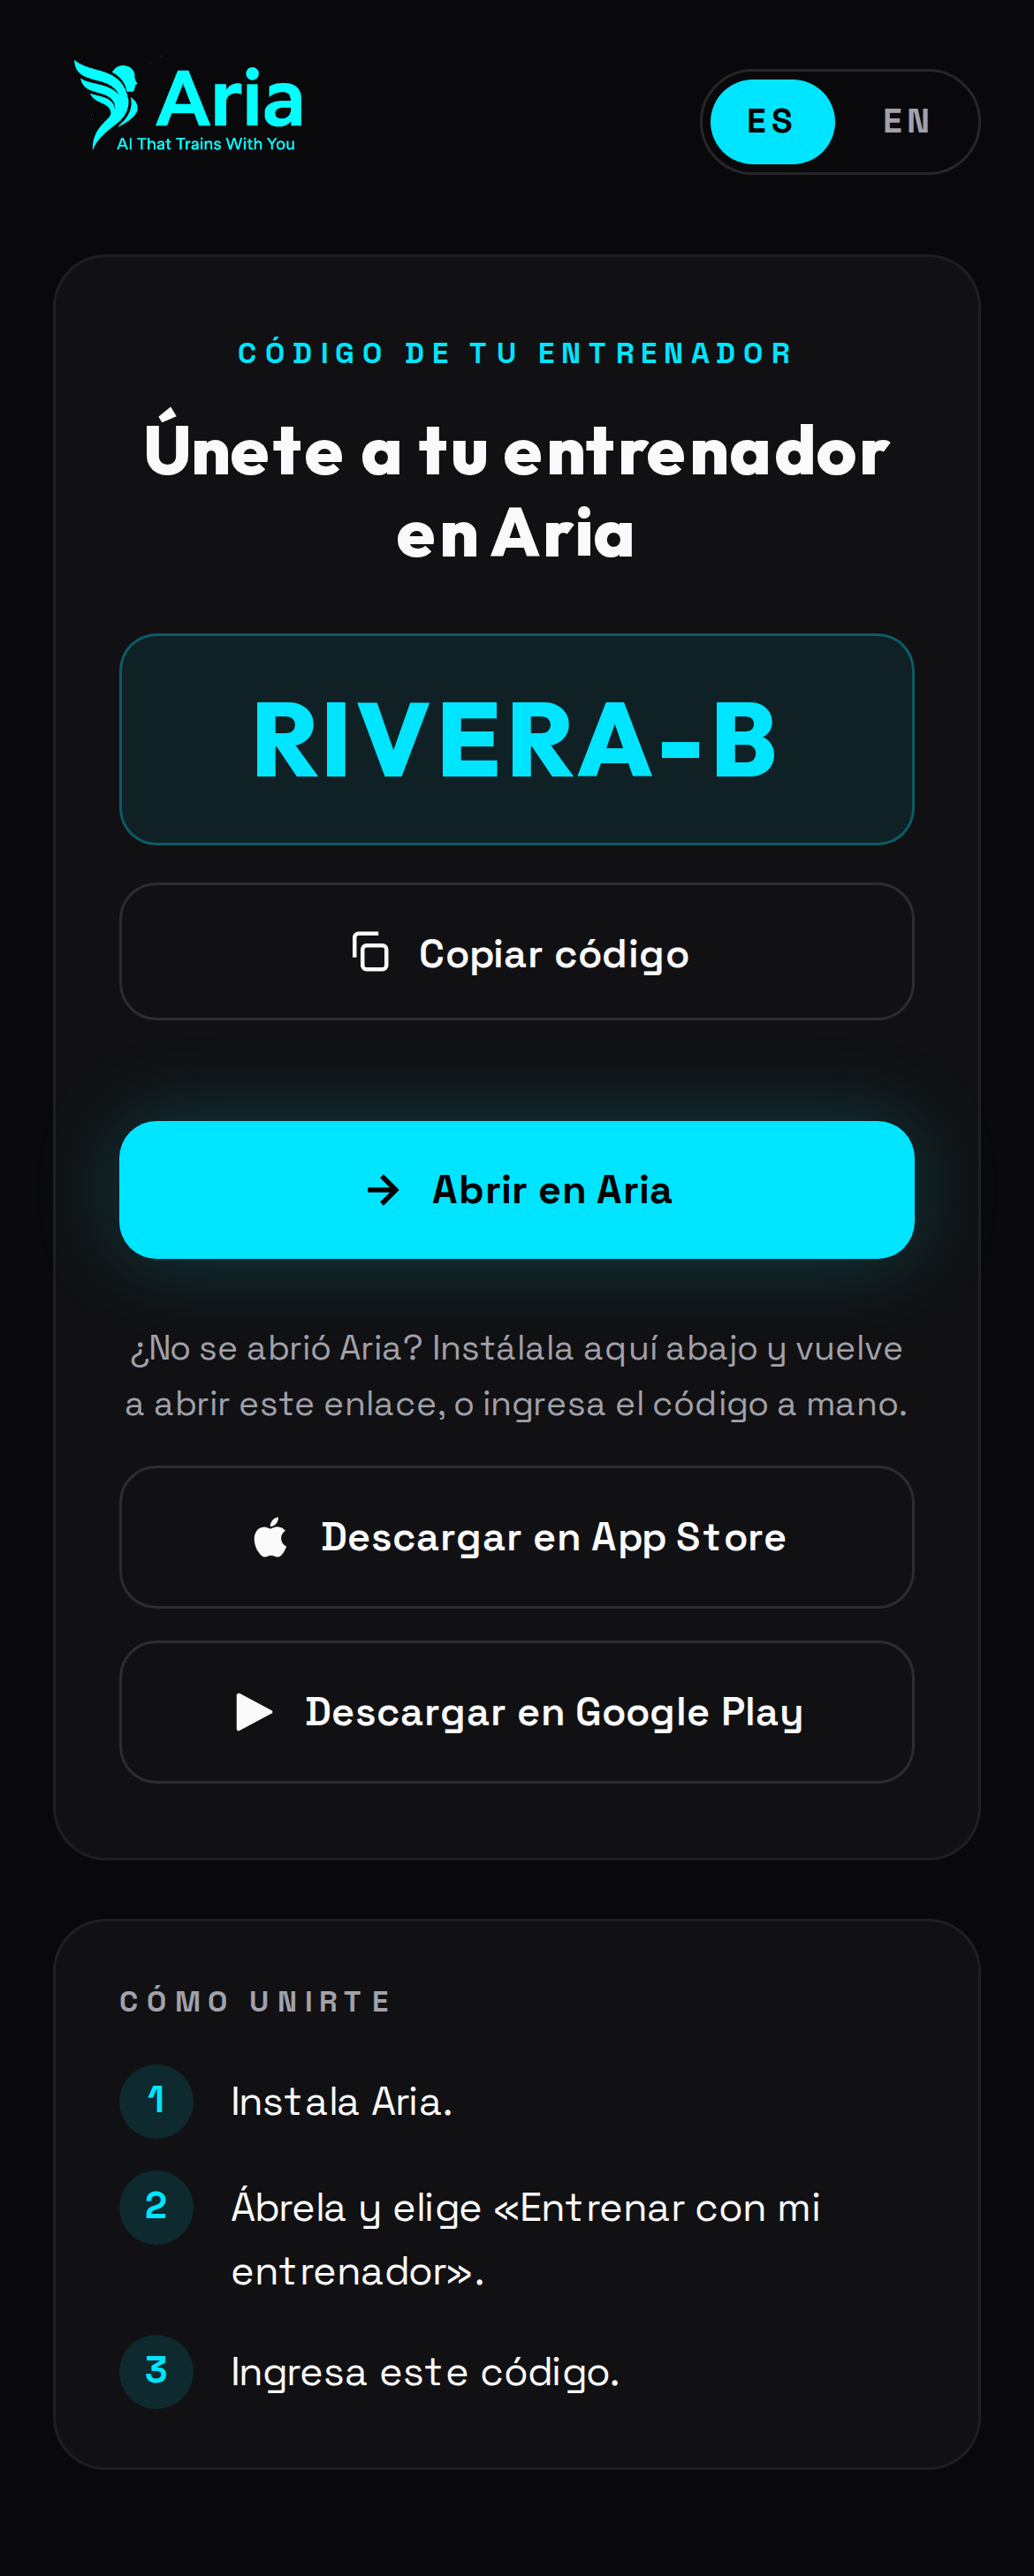 Aria
AI That Trains With You
ES EN
CÓDIGO DE TU ENTRENADOR
Únete a tu entrenador
en Aria
RIVERA-B
Copiar código
→ Abrir en Aria
¿No se abrió Aria? Instálala aquí abajo y vuelve
a abrir este enlace, o ingresa el código a mano.
Descargar en App Store
Descargar en Google Play
CÓMO UNIRTE
1 Instala Aria.
2 Ábrela y elige «Entrenar con mi
entrenador».
3 Ingresa este código.